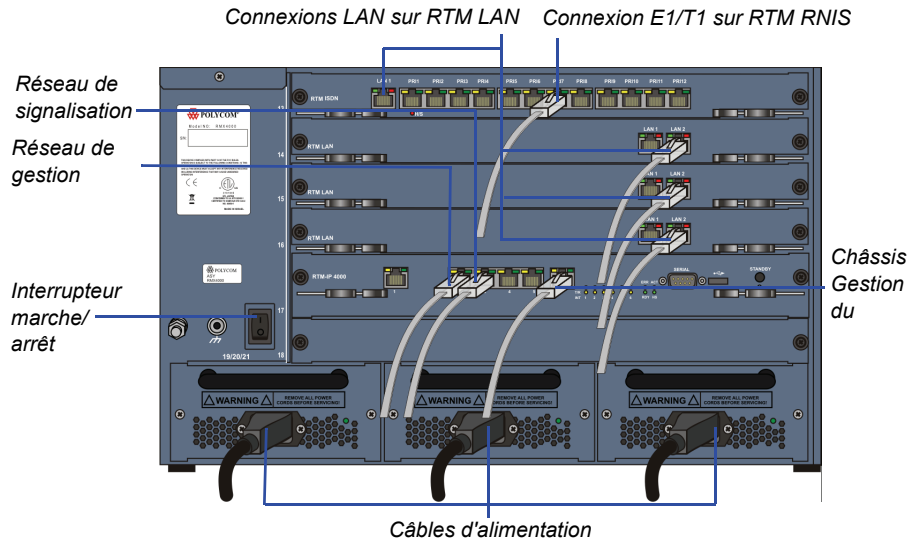 Connexions LAN sur RTM LAN
Connexion E1/T1 sur RTM RNIS
Réseau de
signalisation
Réseau de
gestion
Interrupteur
marche/
arrêt
Châssis
Gestion
du
Câbles d'alimentation
POLYCOM
SN
POLYCOM
RTM ISDN
LAN 1 PRI1 PRI2 PRI3 PRI4 PRI5 PRI6 PRI7 PRI8 PRI9 PRI10 PRI11 PRI12
13
RTM LAN
LAN 1 LAN 2
14
RTM LAN
LAN 1 LAN 2
15
RTM LAN
LAN 1 LAN 2
16
RTM-IP 4000
1
4
SERIAL
STANDBY
17
18
19/20/21
WARNING
REMOVE ALL POWER
CORDS BEFORE SERVICING!
WARNING
REMOVE ALL POWER
CORDS BEFORE SERVICING!
WARNING
REMOVE ALL POWER
CORDS BEFORE SERVICING!